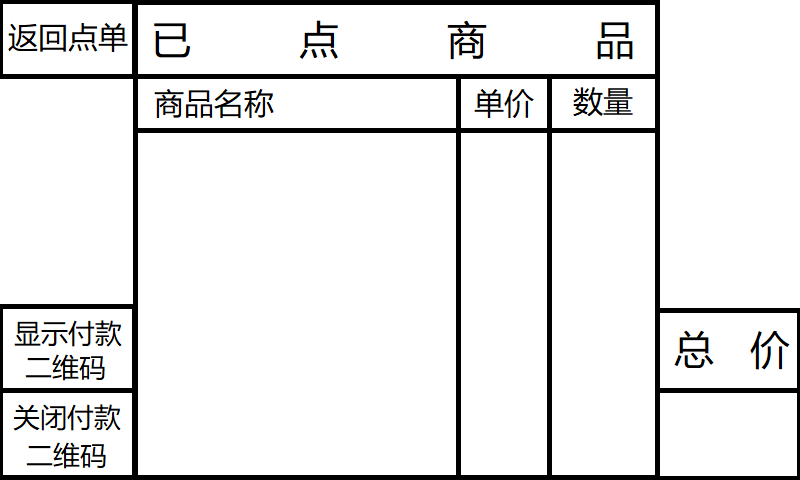 返回点单
已点商品
商品名称
单价
数量
显示付款
二维码
总价
关闭付款
二维码